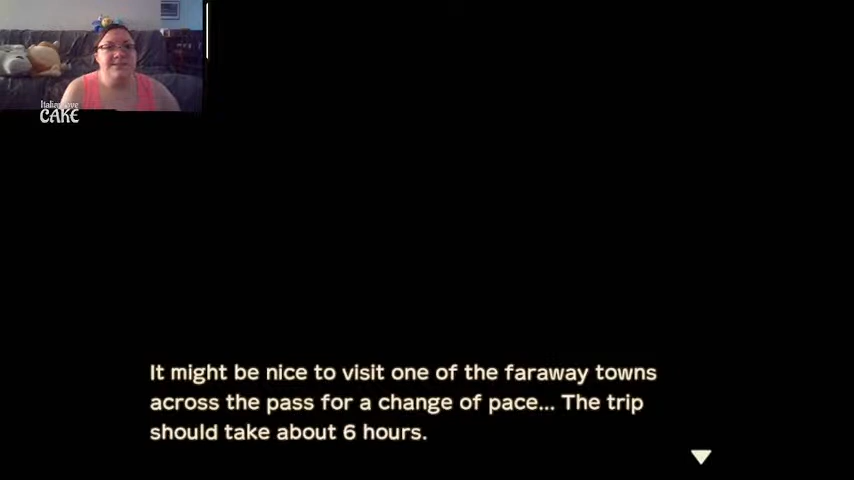 CAKE
It might be nice to visit one of the faraway towns
across the pass for a change of pace... The trip
should take about 6 hours.